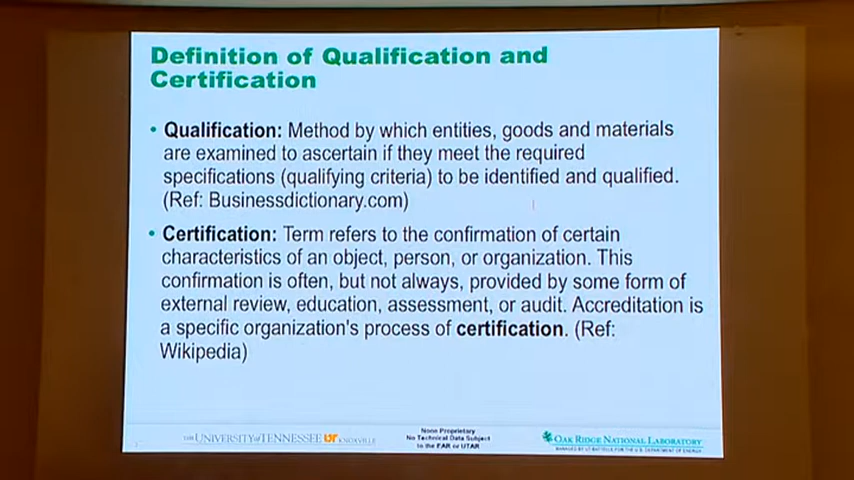 Definition of Qualification and
Certification
• Qualification: Method by which entities, goods and materials
are examined to ascertain if they meet the required
specifications (qualifying criteria) to be identified and qualified.
(Ref: Businessdictionary.com)
• Certification: Term refers to the confirmation of certain
characteristics of an object, person, or organization. This
confirmation is often, but not always, provided by some form of
external review, education, assessment, or audit. Accreditation is
a specific organization's process of certification. (Ref:
Wikipedia)
THE UNIVERSITY of TENNESSEE UT KNOXVILLE
None Proprietary
No Technical Data Subject
to the EAR or UTAR
OAK RIDGE NATIONAL LABORATORY
MANAGED BY UT-BATTELLE FOR THE U.S. DEPARTMENT OF ENERGY